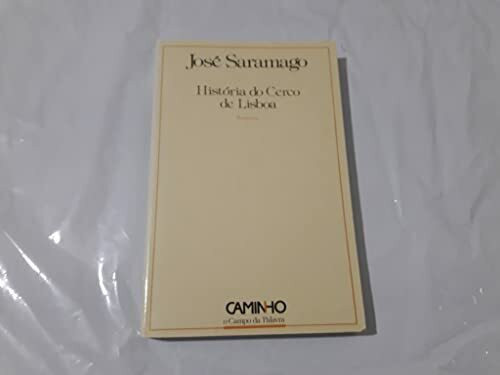 José Saramago
História do Cerco
de Lisboa
Romance
CAMINHO
o Campo da Palavra